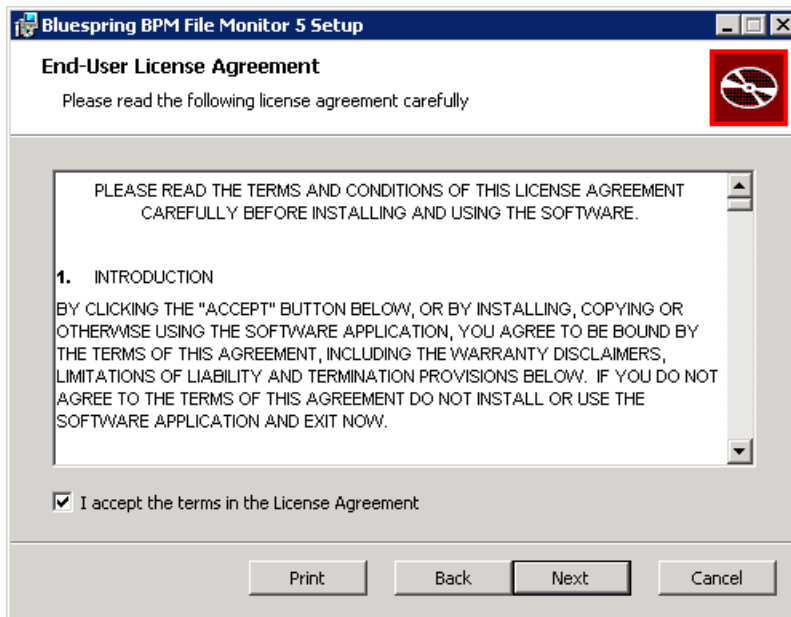 Bluespring BPM File Monitor 5 Setup
End-User License Agreement
Please read the following license agreement carefully
PLEASE READ THE TERMS AND CONDITIONS OF THIS LICENSE AGREEMENT
CAREFULLY BEFORE INSTALLING AND USING THE SOFTWARE.
1. INTRODUCTION
BY CLICKING THE "ACCEPT" BUTTON BELOW, OR BY INSTALLING, COPYING OR
OTHERWISE USING THE SOFTWARE APPLICATION, YOU AGREE TO BE BOUND BY
THE TERMS OF THIS AGREEMENT, INCLUDING THE WARRANTY DISCLAIMERS,
LIMITATIONS OF LIABILITY AND TERMINATION PROVISIONS BELOW. IF YOU DO NOT
AGREE TO THE TERMS OF THIS AGREEMENT DO NOT INSTALL OR USE THE
SOFTWARE APPLICATION AND EXIT NOW.
I accept the terms in the License Agreement
Print Back Next Cancel